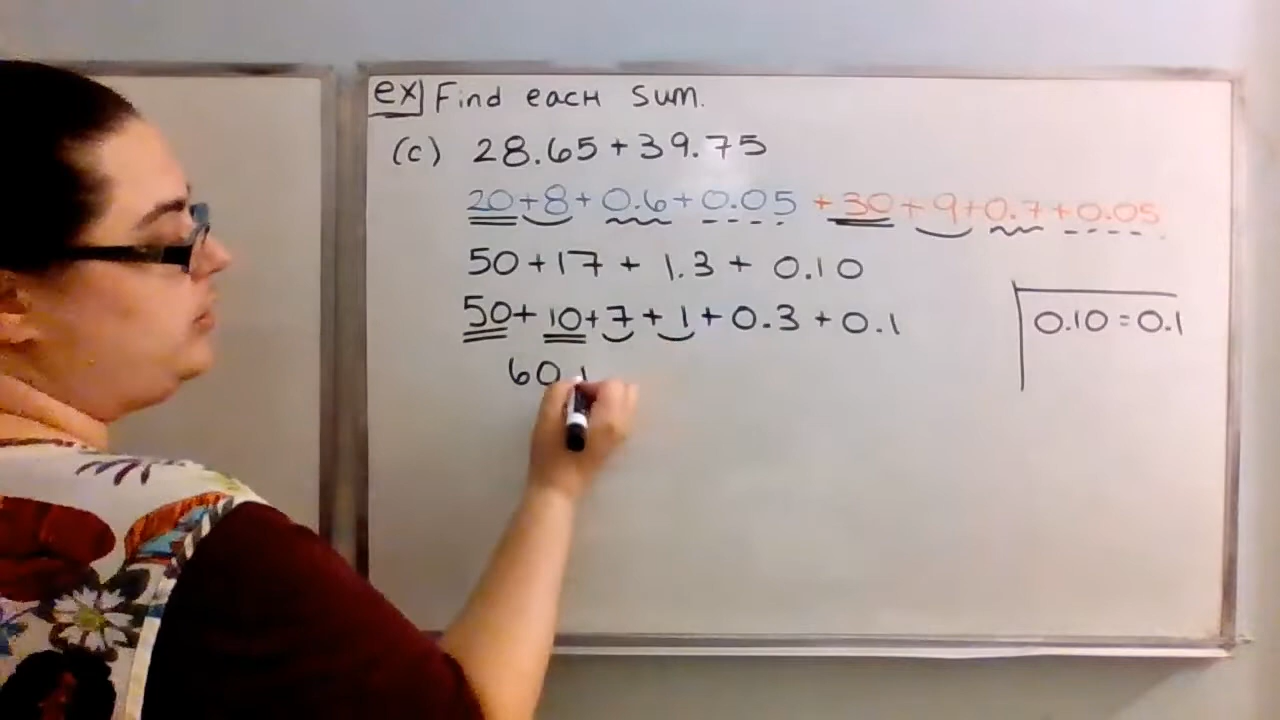 ex Find each sum.
(c) 28.65 + 39.75
20 + 8 + 0.6 + 0.05 + 30 + 9 + 0.7 + 0.05
50 + 17 + 1.3 + 0.10
50 + 10 + 7 + 1 + 0.3 + 0.1
0.10 = 0.1
60